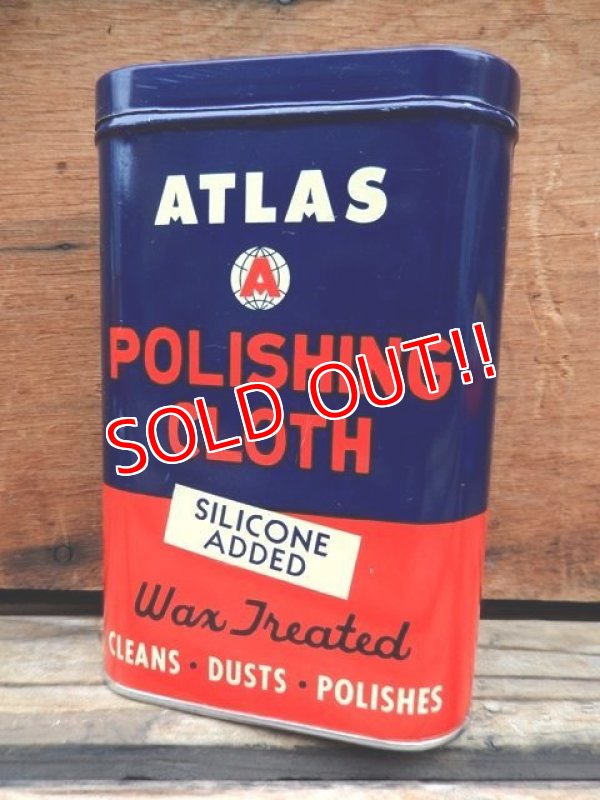 ATLAS
A
POLISHING
CLOTH
SOLD OUT!!
SILICONE
ADDED
Wax Treated
CLEANS · DUSTS · POLISHES